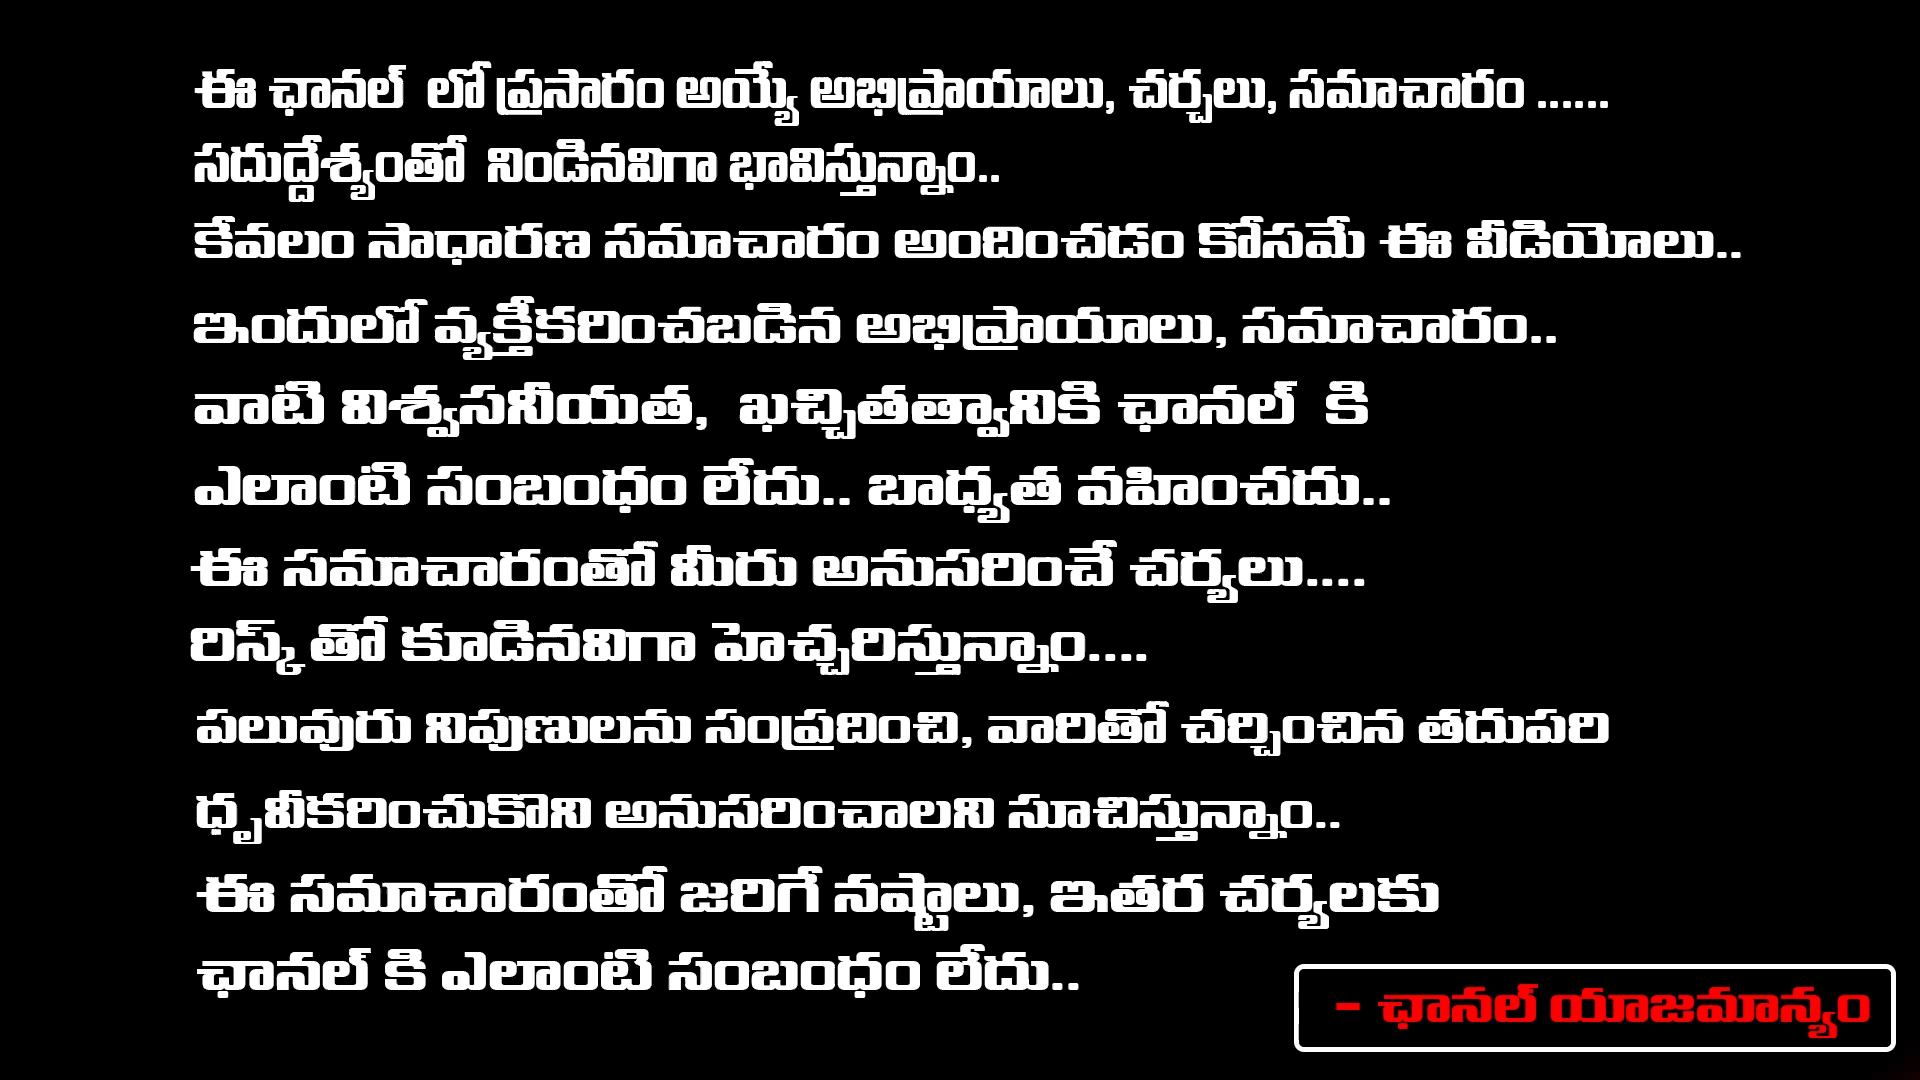 ఈ ఛానల్ లో ప్రసారం అయ్యే అభిప్రాయాలు, చర్చలు, సమాచారం ......
సదుద్దేశ్యంతో నిండినవిగా భావిస్తున్నాం..
కేవలం సాధారణ సమాచారం అందించడం కోసమే ఈ వీడియోలు..
ఇందులో వ్యక్తీకరించబడిన అభిప్రాయాలు, సమాచారం..
వాటి విశ్వసనీయత, ఖచ్చితత్వానికి ఛానల్ కి
ఎలాంటి సంబంధం లేదు.. బాధ్యత వహించదు..
ఈ సమాచారంతో మీరు అనుసరించే చర్యలు....
రిస్క్ తో కూడినవిగా హెచ్చరిస్తున్నాం....
పలువురు నిపుణులను సంప్రదించి, వారితో చర్చించిన తదుపరి
ధృవీకరించుకొని అనుసరించాలని సూచిస్తున్నాం..
ఈ సమాచారంతో జరిగే నష్టాలు, ఇతర చర్యలకు
ఛానల్ కి ఎలాంటి సంబంధం లేదు..
- ఛానల్ యాజమాన్యం